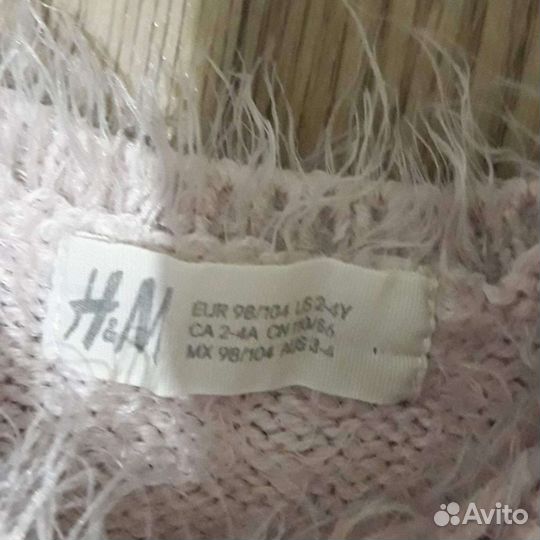 H&M
EUR 98/104 US 2-4Y
CA 2-4A CN 110/56
MX 98/104 AUS 3-4
Avito